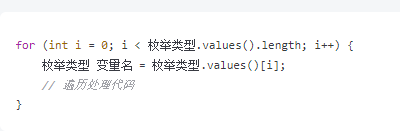 for (int i = 0; i < 枚举类型.values().length; i++) {
枚举类型 变量名 = 枚举类型.values()[i];
// 遍历处理代码
}